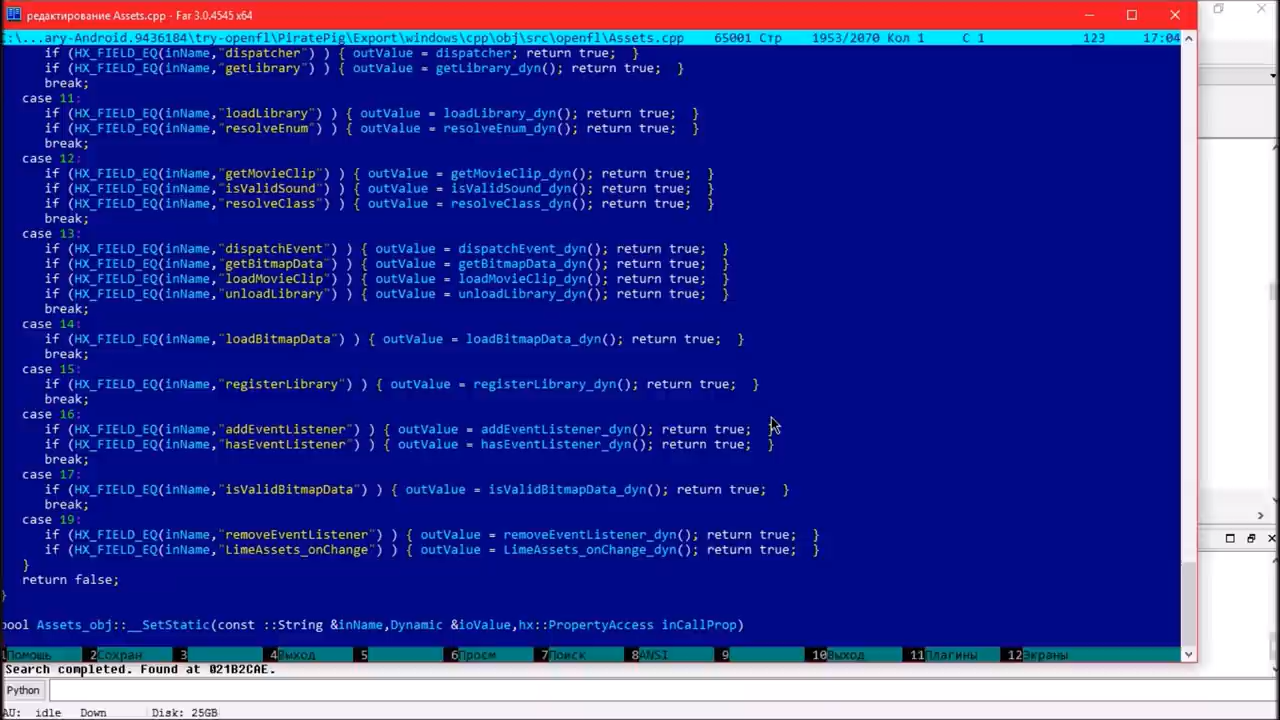 редактирование Assets.cpp - Far 3.0.4545 x64
C:\...ary-Android.9436184\try-openfl\PiratePig\Export\windows\cpp\obj\src\openfl\Assets.cpp 65001 Стр 1953/2070 Кол 1 С 1 123 17:04
if (HX_FIELD_EQ(inName,"dispatcher") ) { outValue = dispatcher; return true; }
if (HX_FIELD_EQ(inName,"getLibrary") ) { outValue = getLibrary_dyn(); return true; }
break;
case 11:
if (HX_FIELD_EQ(inName,"loadLibrary") ) { outValue = loadLibrary_dyn(); return true; }
if (HX_FIELD_EQ(inName,"resolveEnum") ) { outValue = resolveEnum_dyn(); return true; }
break;
case 12:
if (HX_FIELD_EQ(inName,"getMovieClip") ) { outValue = getMovieClip_dyn(); return true; }
if (HX_FIELD_EQ(inName,"isValidSound") ) { outValue = isValidSound_dyn(); return true; }
if (HX_FIELD_EQ(inName,"resolveClass") ) { outValue = resolveClass_dyn(); return true; }
break;
case 13:
if (HX_FIELD_EQ(inName,"dispatchEvent") ) { outValue = dispatchEvent_dyn(); return true; }
if (HX_FIELD_EQ(inName,"getBitmapData") ) { outValue = getBitmapData_dyn(); return true; }
if (HX_FIELD_EQ(inName,"loadMovieClip") ) { outValue = loadMovieClip_dyn(); return true; }
if (HX_FIELD_EQ(inName,"unloadLibrary") ) { outValue = unloadLibrary_dyn(); return true; }
break;
case 14:
if (HX_FIELD_EQ(inName,"loadBitmapData") ) { outValue = loadBitmapData_dyn(); return true; }
break;
case 15:
if (HX_FIELD_EQ(inName,"registerLibrary") ) { outValue = registerLibrary_dyn(); return true; }
break;
case 16:
if (HX_FIELD_EQ(inName,"addEventListener") ) { outValue = addEventListener_dyn(); return true; }
if (HX_FIELD_EQ(inName,"hasEventListener") ) { outValue = hasEventListener_dyn(); return true; }
break;
case 17:
if (HX_FIELD_EQ(inName,"isValidBitmapData") ) { outValue = isValidBitmapData_dyn(); return true; }
break;
case 19:
if (HX_FIELD_EQ(inName,"removeEventListener") ) { outValue = removeEventListener_dyn(); return true; }
if (HX_FIELD_EQ(inName,"LimeAssets_onChange") ) { outValue = LimeAssets_onChange_dyn(); return true; }
}
return false;
}
bool Assets_obj::__SetStatic(const ::String &inName,Dynamic &ioValue,hx::PropertyAccess inCallProp)
1Помощь 2Сохран 3 4Выход 5 6Просм 7Поиск 8ANSI 9 10Выход 11Плагины 12Экраны
Search completed. Found at 021B2CAE.
Python
AU: idle Down Disk: 25GB